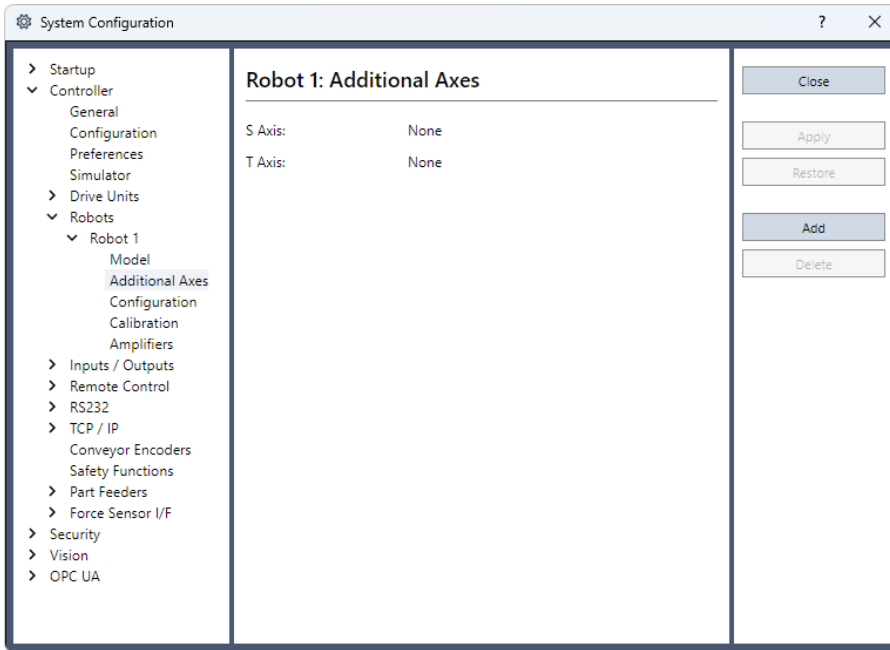 System Configuration
?
Startup
Controller
General
Configuration
Preferences
Simulator
Drive Units
Robots
Robot 1
Model
Additional Axes
Configuration
Calibration
Amplifiers
Inputs / Outputs
Remote Control
RS232
TCP / IP
Conveyor Encoders
Safety Functions
Part Feeders
Force Sensor I/F
Security
Vision
OPC UA
Robot 1: Additional Axes
S Axis: None
T Axis: None
Close
Apply
Restore
Add
Delete